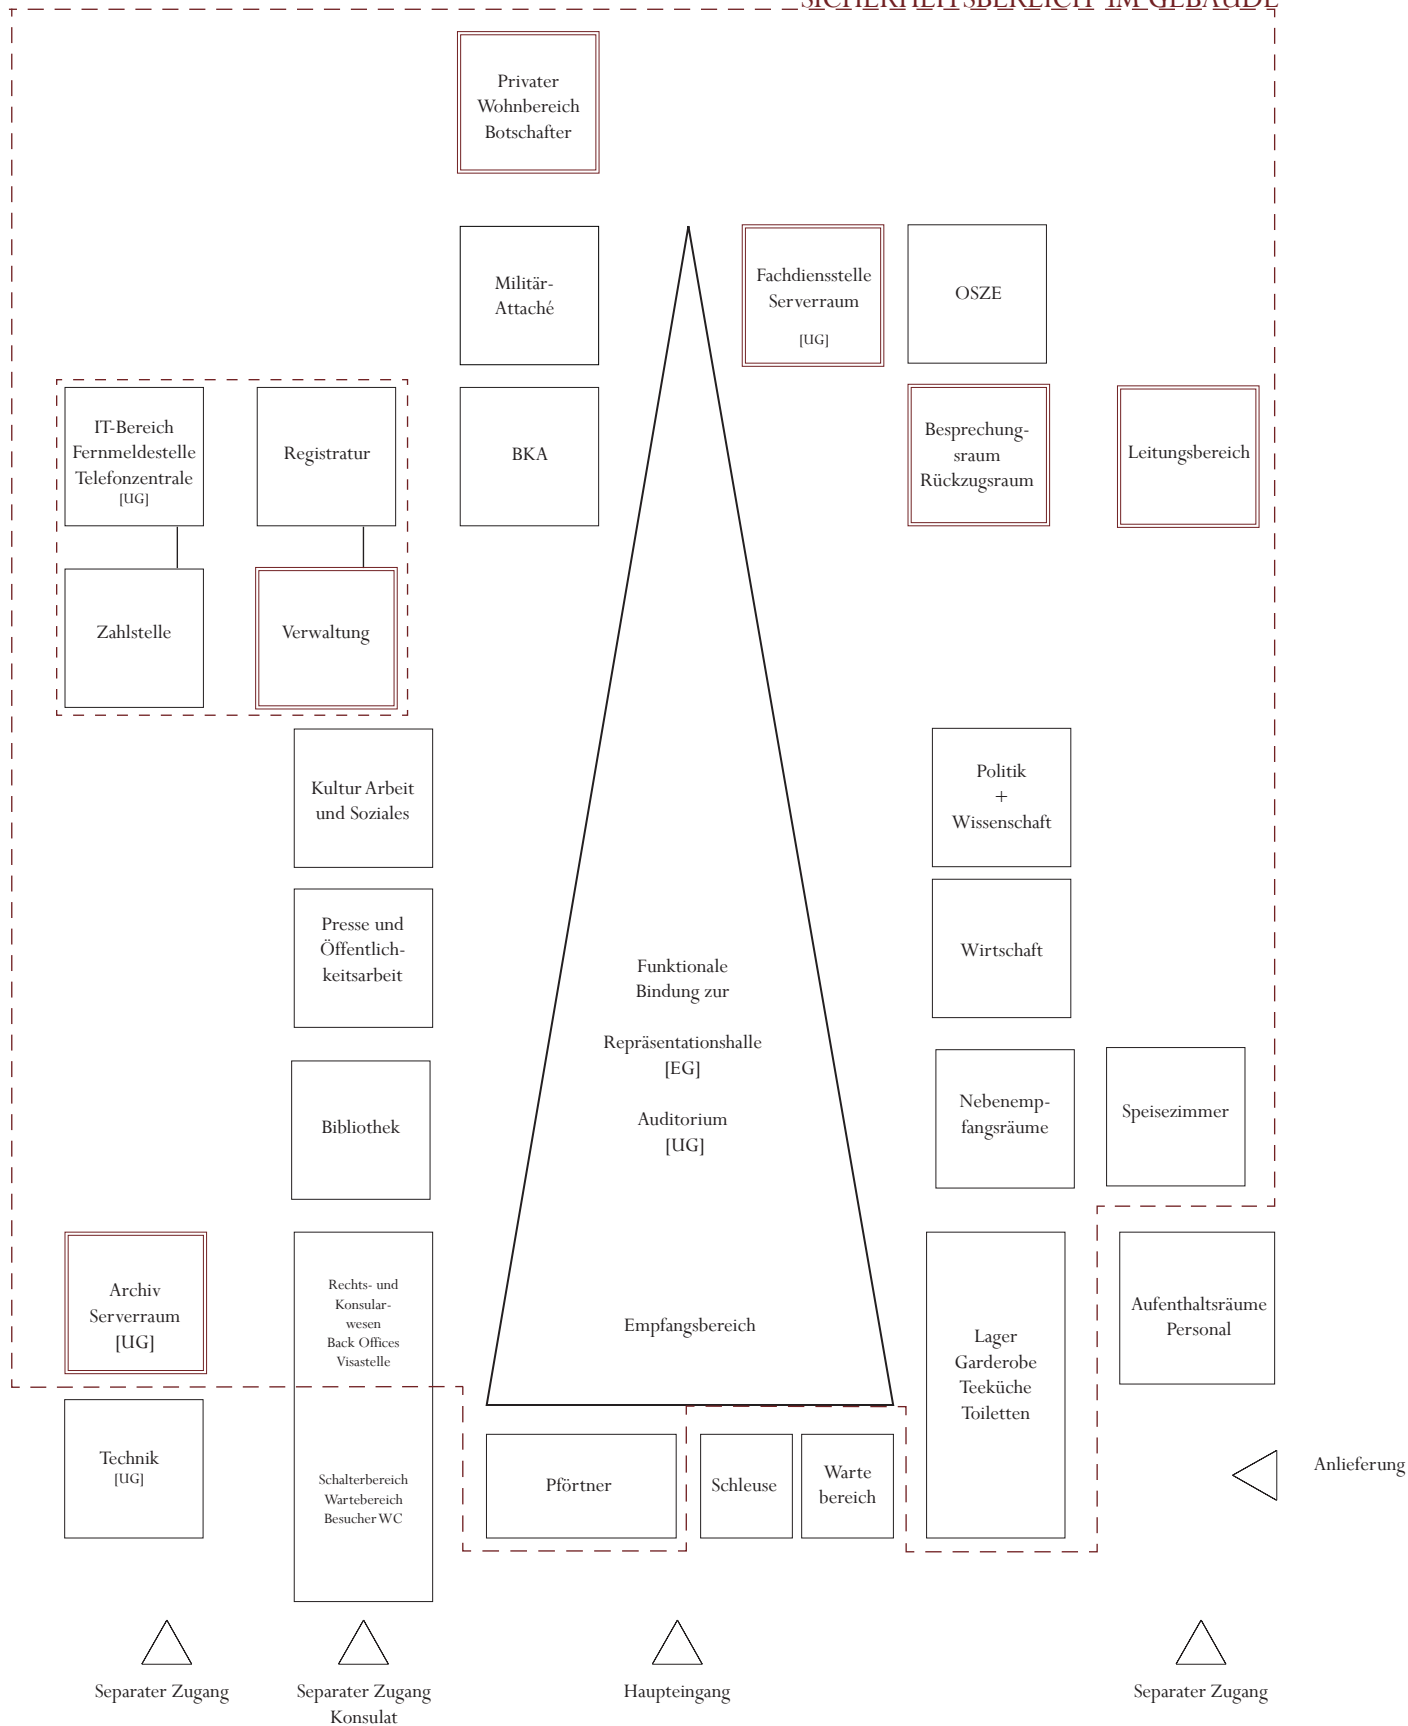 SICHERHEITSBEREICH IM GEBÄUDE
Privater
Wohnbereich
Botschafter
Militär-
Attaché
Fachdiensstelle
Serverraum
[UG]
OSZE
IT-Bereich
Fernmeldestelle
Telefonzentrale
[UG]
Registratur
BKA
Besprechung-
sraum
Rückzugsraum
Leitungsbereich
Zahlstelle
Verwaltung
Kultur Arbeit
und Soziales
Politik
+
Wissenschaft
Presse und
Öffentlich-
keitsarbeit
Wirtschaft
Funktionale
Bindung zur
Repräsentationshalle
[EG]
Auditorium
[UG]
Bibliothek
Nebenemp-
fangsräume
Speisezimmer
Archiv
Serverraum
[UG]
Rechts- und
Konsular-
wesen
Back Offices
Visastelle
Empfangsbereich
Lager
Garderobe
Teeküche
Toiletten
Aufenthaltsräume
Personal
Technik
[UG]
Schalterbereich
Wartebereich
Besucher WC
Pförtner
Schleuse
Warte
bereich
Anlieferung
Separater Zugang
Separater Zugang
Konsulat
Haupteingang
Separater Zugang